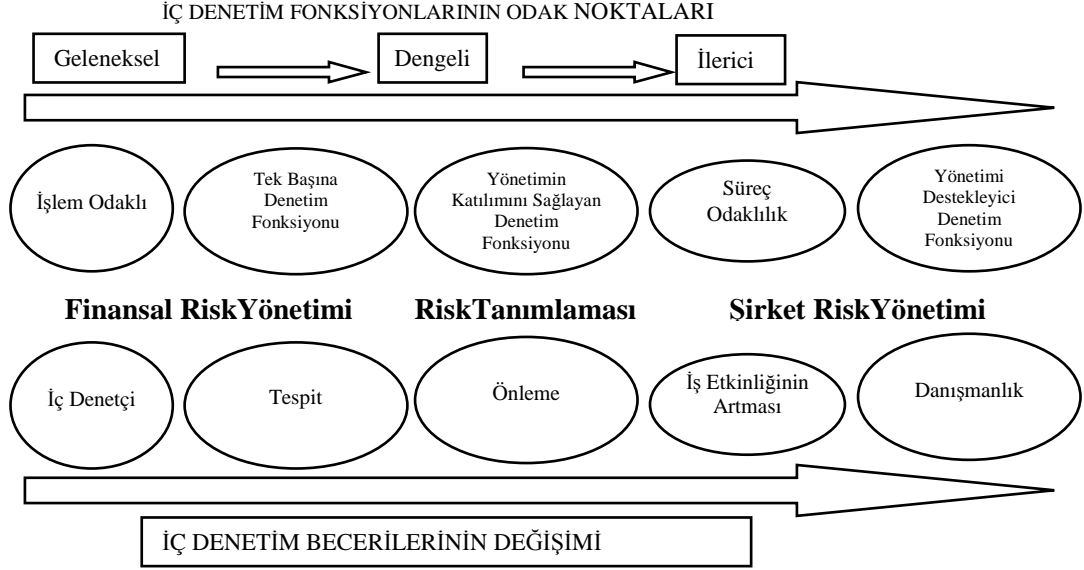 İÇ DENETİM FONKSİYONLARININ ODAK NOKTALARI
Geleneksel
Dengeli
İlerici
İşlem Odaklı
Tek Başına
Denetim
Fonksiyonu
Yönetimin
Katılımını Sağlayan
Denetim
Fonksiyonu
Süreç
Odaklılık
Yönetimi
Destekleyici
Denetim
Fonksiyonu
Finansal RiskYönetimi
RiskTanımlaması
Şirket RiskYönetimi
İç Denetçi
Tespit
Önleme
İş Etkinliğinin
Artması
Danışmanlık
İÇ DENETİM BECERİLERİNİN DEĞİŞİMİ